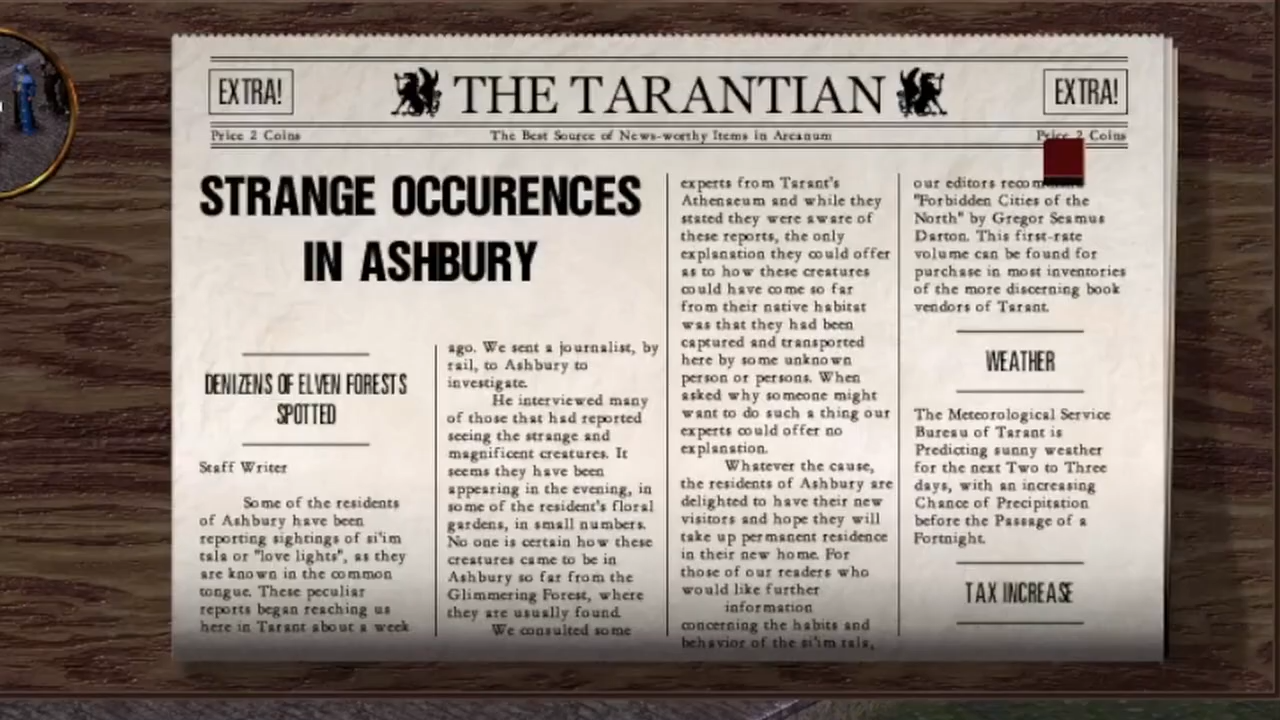 EXTRA!
THE TARANTIAN
EXTRA!
Price 2 Coins
The Best Source of News-worthy Items in Arcanum
Price 2 Coins
STRANGE OCCURENCES
IN ASHBURY
DENIZENS OF ELVEN FORESTS
SPOTTED
Staff Writer
Some of the residents
of Ashbury have been
reporting sightings of si'im
tals or "love lights", as they
are known in the common
tongue. These peculiar
reports began reaching us
here in Tarant about a week
ago. We sent a journalist, by
rail, to Ashbury to
investigate.
He interviewed many
of those that had reported
seeing the strange and
magnificent creatures. It
seems they have been
appearing in the evening, in
some of the resident's floral
gardens, in small numbers.
No one is certain how these
creatures came to be in
Ashbury so far from the
Glimmering Forest, where
they are usually found.
We consulted some
experts from Tarant's
Athenaeum and while they
stated they were aware of
these reports, the only
explanation they could offer
as to how these creatures
could have come so far
from their native habitat
was that they had been
captured and transported
here by some unknown
person or persons. When
asked why someone might
want to do such a thing our
experts could offer no
explanation.
Whatever the cause,
the residents of Ashbury are
delighted to have their new
visitors and hope they will
take up permanent residence
in their new home. For
those of our readers who
would like further
information
concerning the habits and
behavior of the si'im tals,
our editors
"Forbidden Cities of the
North" by Gregor Seamus
Darton. This first-rate
volume can be found for
purchase in most inventories
of the more discerning book
vendors of Tarant.
WEATHER
The Meteorological Service
Bureau of Tarant is
Predicting sunny weather
for the next Two to Three
days, with an increasing
Chance of Precipitation
before the Passage of a
Fortnight.
TAX INCREASE